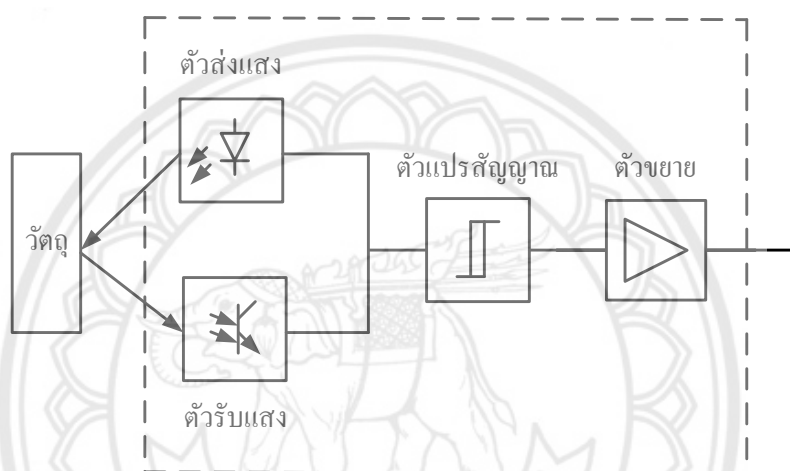 ตัวส่งแสง
ตัวแปรสัญญาณ
ตัวขยาย
วัตถุ
ตัวรับแสง